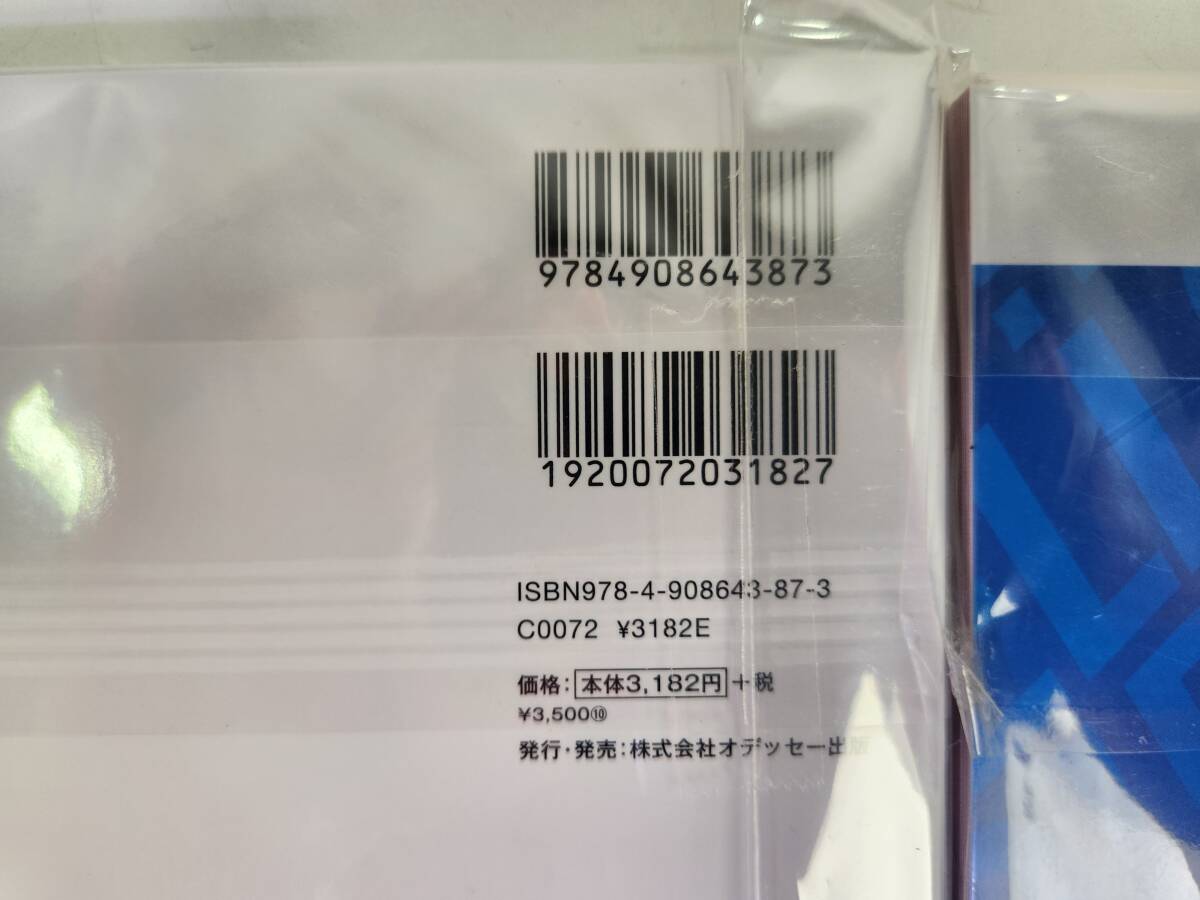 9784908643873
1920072031827
ISBN978-4-908643-87-3
C0072 ¥3182E
価格：本体3,182円+税
¥3,500⑩
発行・発売：株式会社オデッセー出版